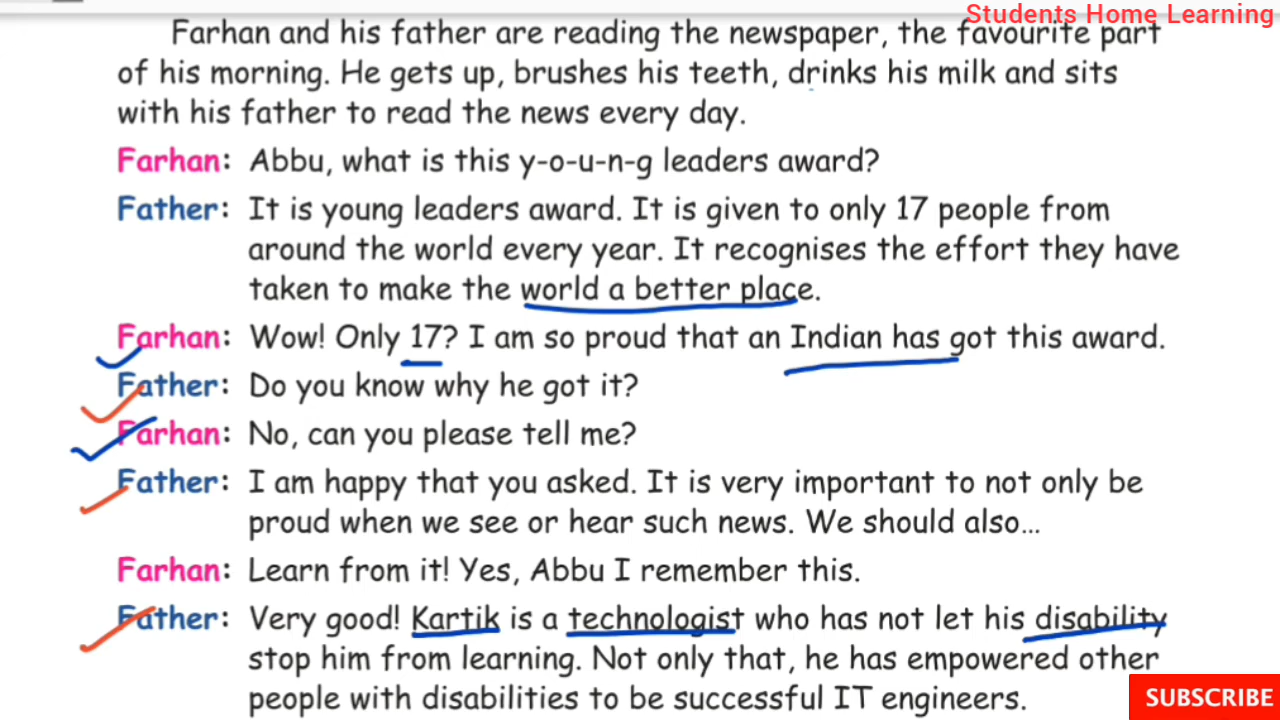 Students Home Learning
Farhan and his father are reading the newspaper, the favourite part
of his morning. He gets up, brushes his teeth, drinks his milk and sits
with his father to read the news every day.
Farhan: Abbu, what is this y-o-u-n-g leaders award?
Father: It is young leaders award. It is given to only 17 people from
around the world every year. It recognises the effort they have
taken to make the world a better place.
Farhan: Wow! Only 17? I am so proud that an Indian has got this award.
Father: Do you know why he got it?
Farhan: No, can you please tell me?
Father: I am happy that you asked. It is very important to not only be
proud when we see or hear such news. We should also...
Farhan: Learn from it! Yes, Abbu I remember this.
Father: Very good! Kartik is a technologist who has not let his disability
stop him from learning. Not only that, he has empowered other
people with disabilities to be successful IT engineers.
SUBSCRIBE